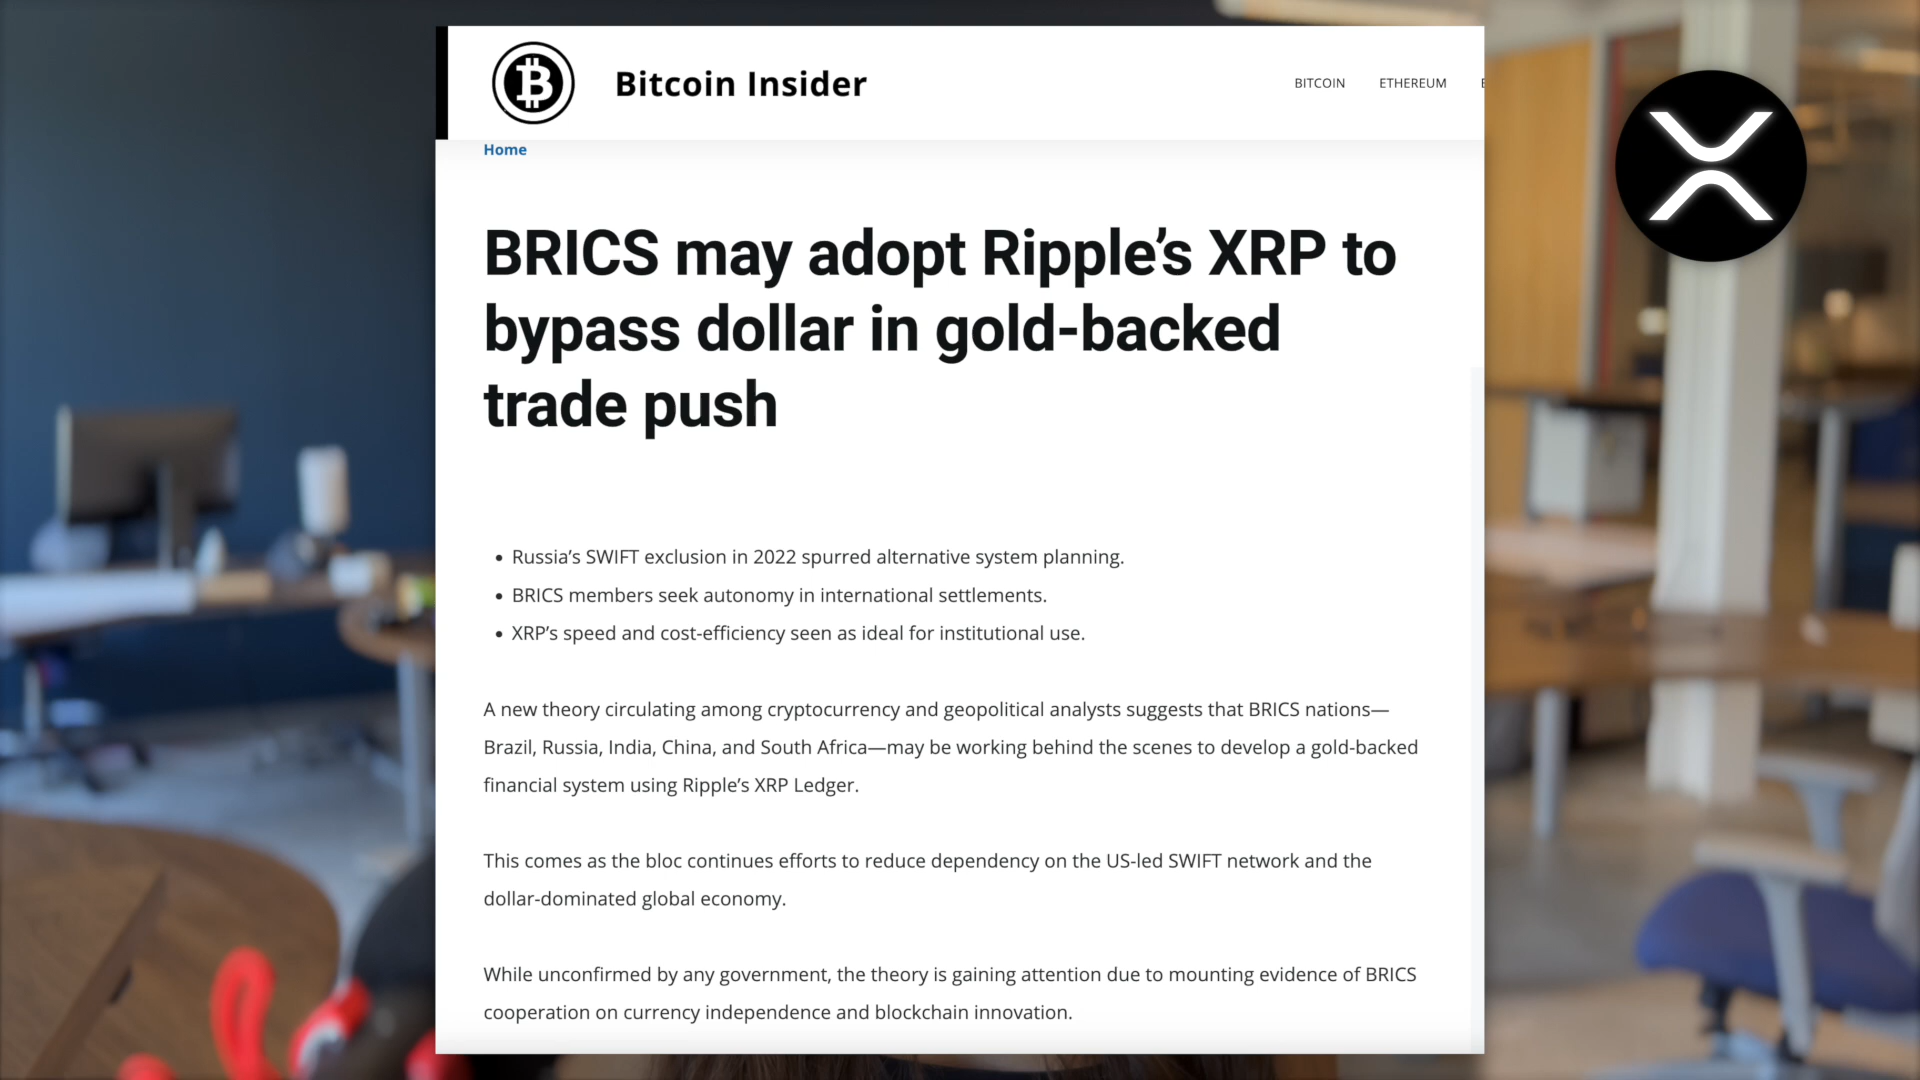 Bitcoin Insider
BITCOIN
ETHEREUM
Home
BRICS may adopt Ripple’s XRP to
bypass dollar in gold-backed
trade push
• Russia’s SWIFT exclusion in 2022 spurred alternative system planning.
• BRICS members seek autonomy in international settlements.
• XRP’s speed and cost-efficiency seen as ideal for institutional use.
A new theory circulating among cryptocurrency and geopolitical analysts suggests that BRICS nations—
Brazil, Russia, India, China, and South Africa—may be working behind the scenes to develop a gold-backed
financial system using Ripple’s XRP Ledger.
This comes as the bloc continues efforts to reduce dependency on the US-led SWIFT network and the
dollar-dominated global economy.
While unconfirmed by any government, the theory is gaining attention due to mounting evidence of BRICS
cooperation on currency independence and blockchain innovation.